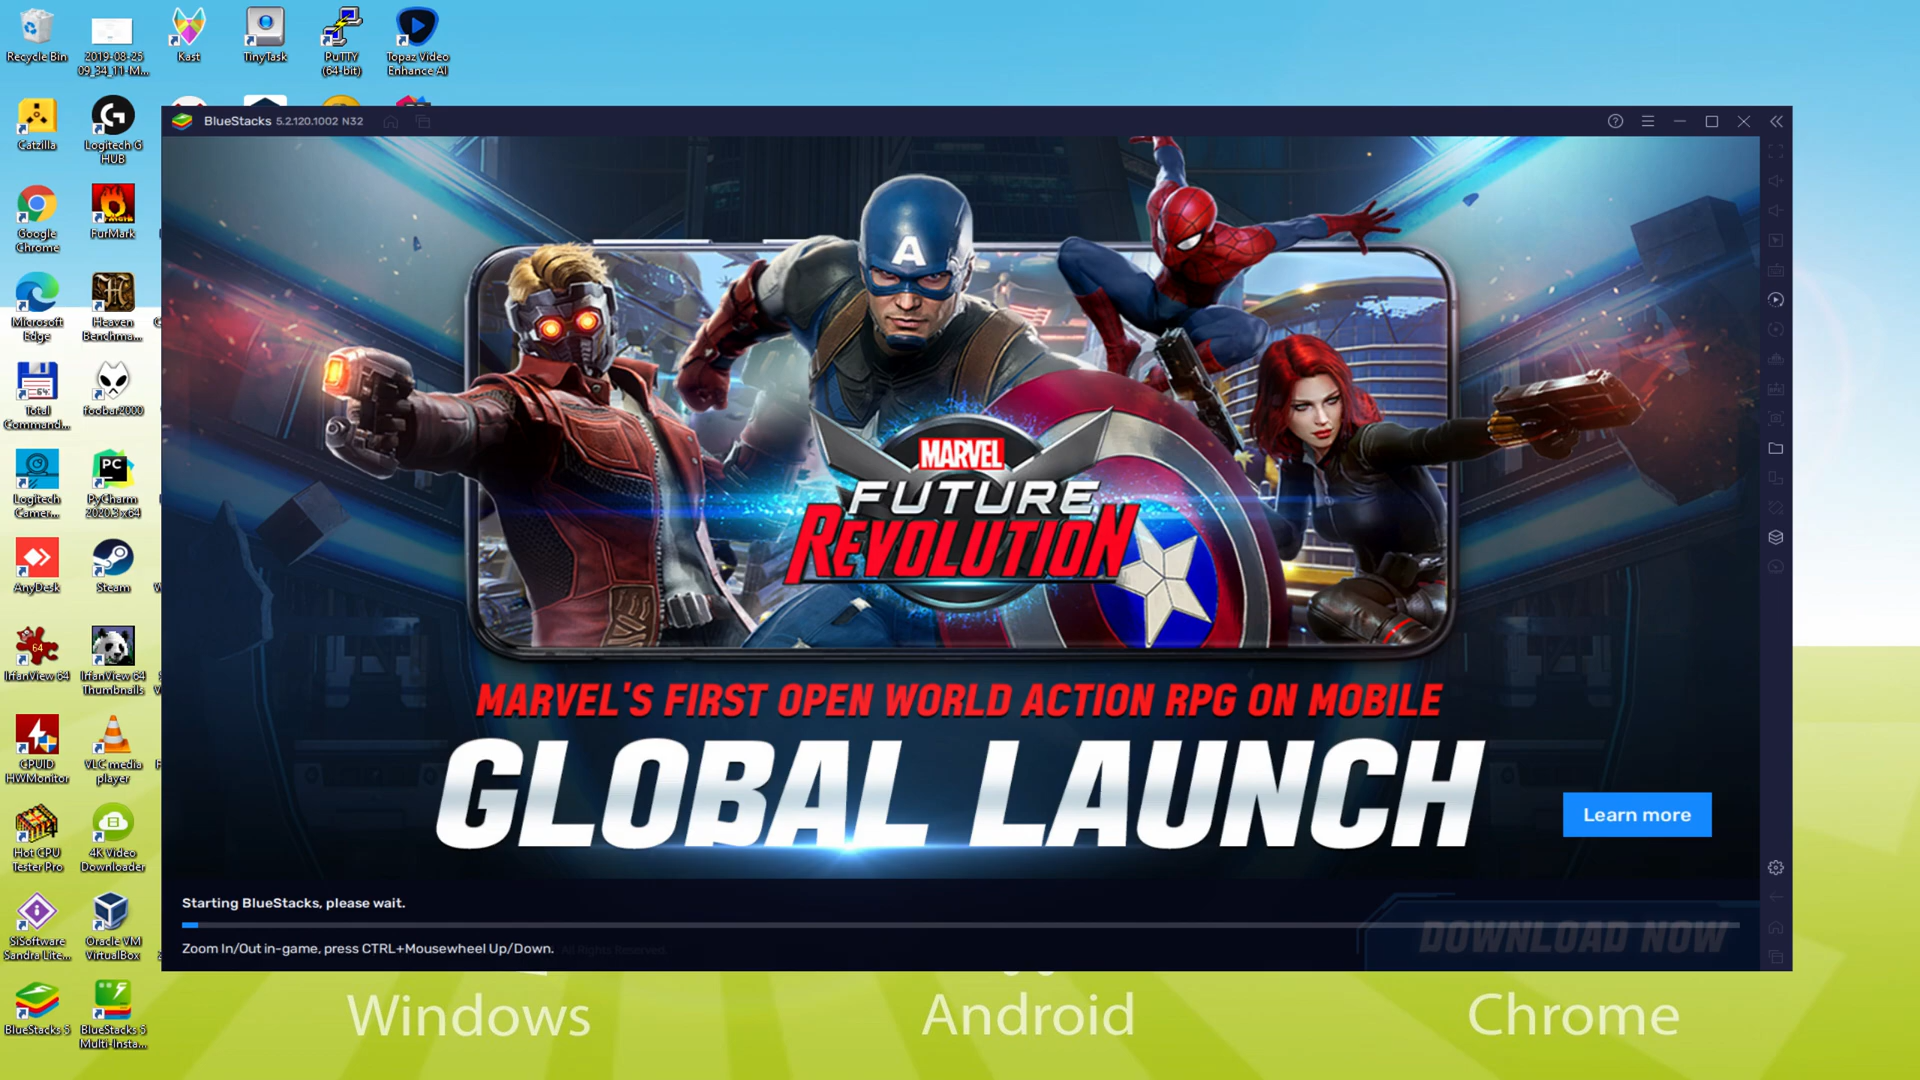 Recycle Bin
2019-08-25
09_34_11-M...
Kast
TinyTask
PuTTY
(64-bit)
Topaz Video
Enhance AI
Catzilla
Logitech G
HUB
Google
Chrome
FurMark
Microsoft
Edge
Heaven
Benchma...
Total
Command...
foobar2000
Logitech
Camer...
PC
PyCharm
2020.3 x64
AnyDesk
Steam
64
IrfanView 64
IrfanView 64
Thumbnails
CPUID
HWMonitor
VLC media
player
Hot CPU
Tester Pro
4K Video
Downloader
SiSoftware
Sandra Lite...
Oracle VM
VirtualBox
BlueStacks 5
BlueStacks 5
Multi-Insta...
BlueStacks 5.2.120.1002 N32
A
MARVEL
FUTURE
REVOLUTION
MARVEL'S FIRST OPEN WORLD ACTION RPG ON MOBILE
GLOBAL LAUNCH
Learn more
Starting BlueStacks, please wait.
DOWNLOAD NOW
Zoom In/Out in-game, press CTRL+Mousewheel Up/Down.
All Rights Reserved.
Windows
Android
Chrome